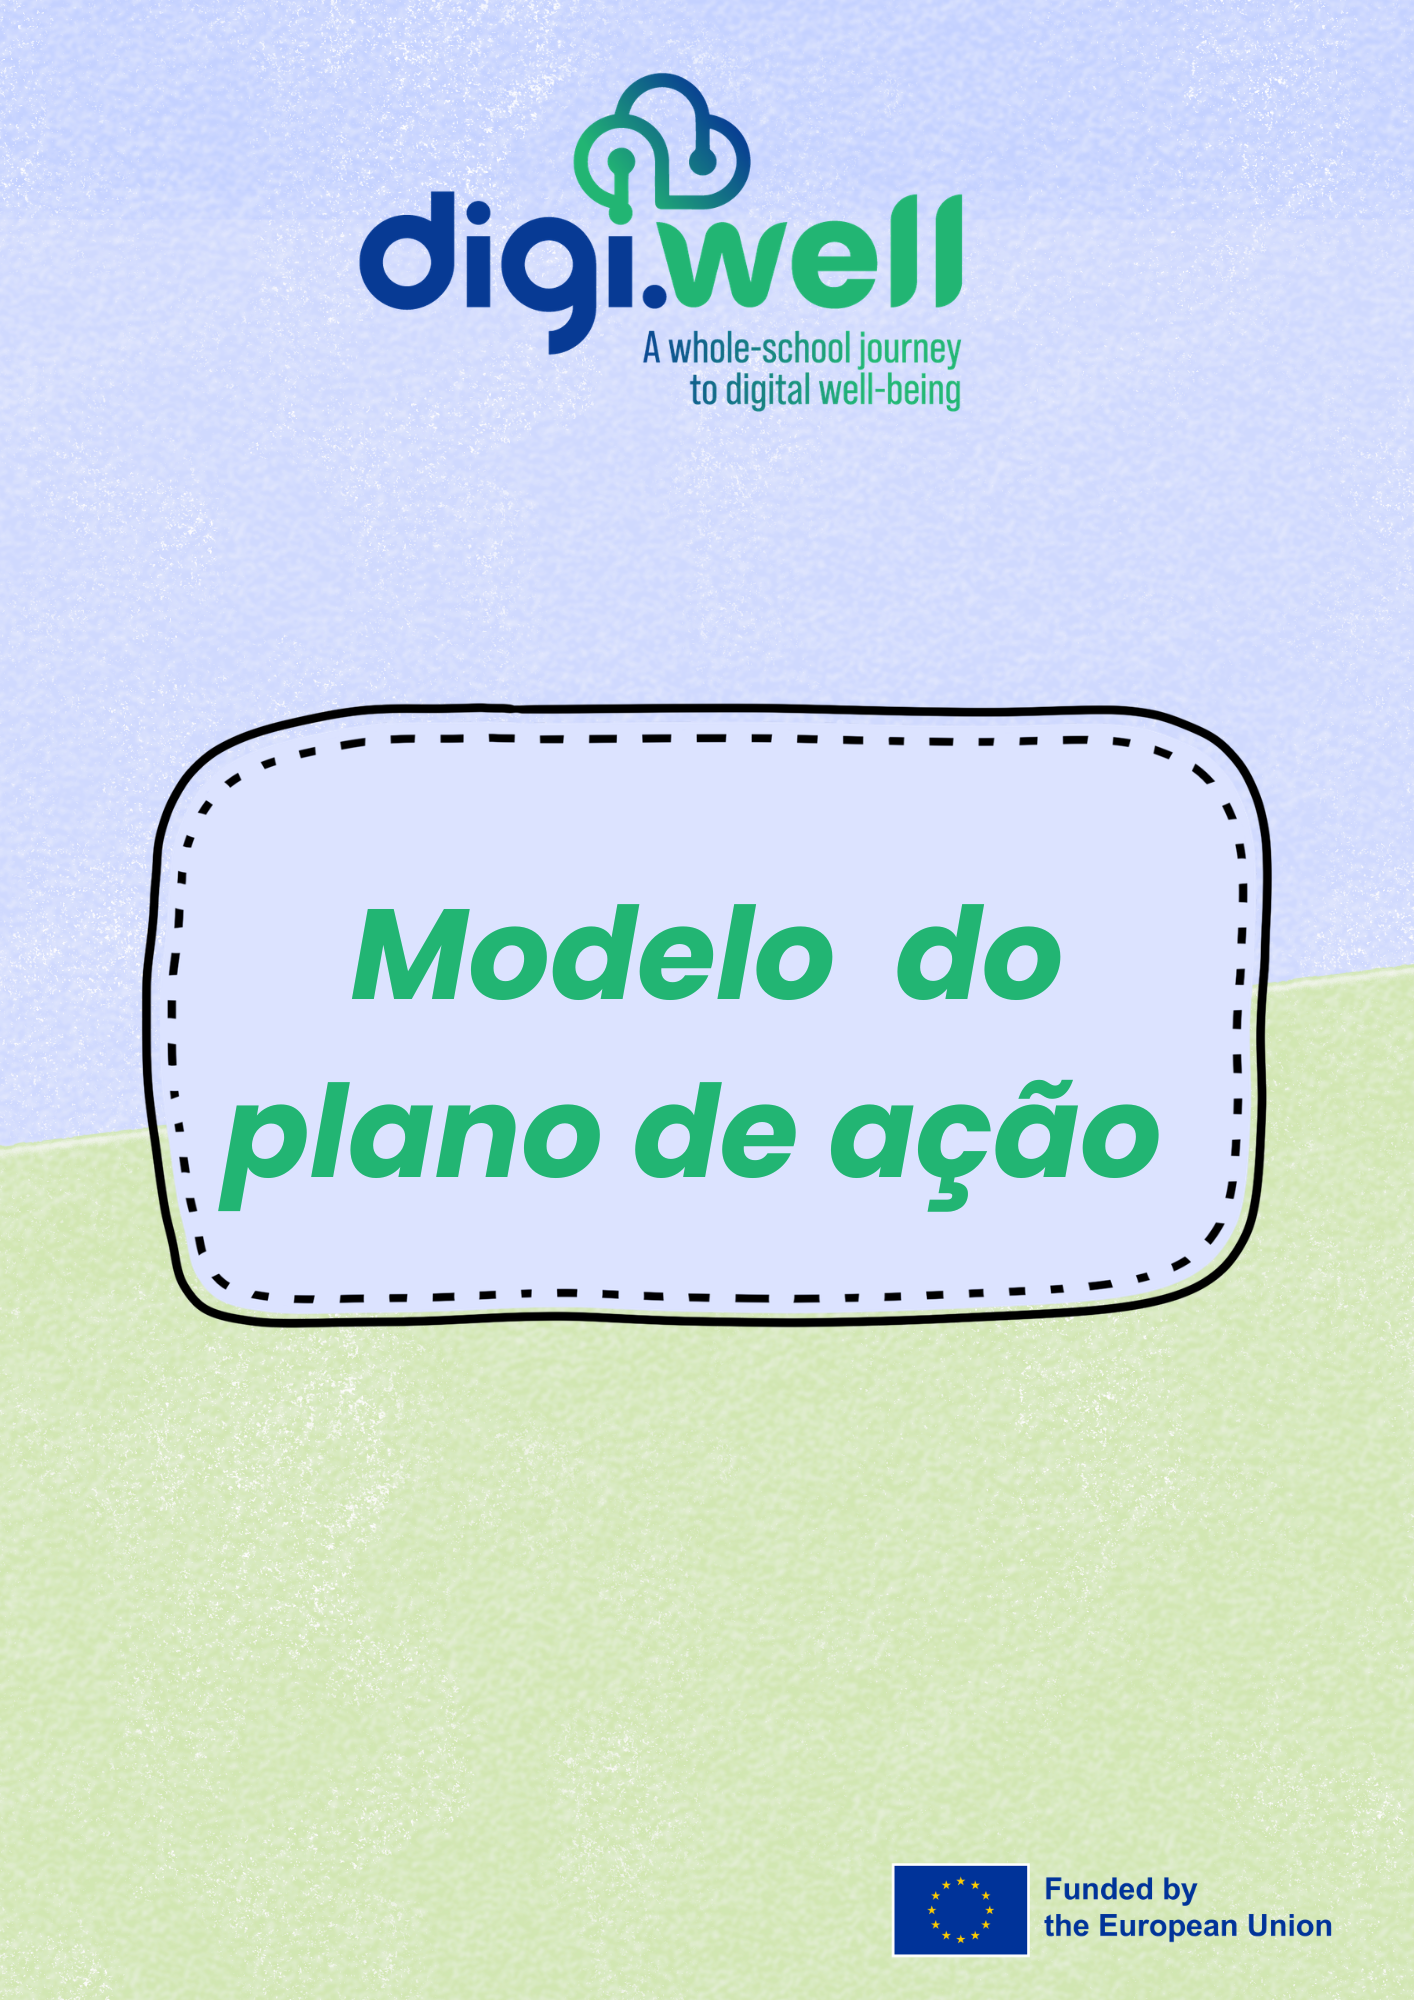 digi.well
A whole-school journey
to digital well-being
Modelo do
plano de ação
Funded by
the European Union